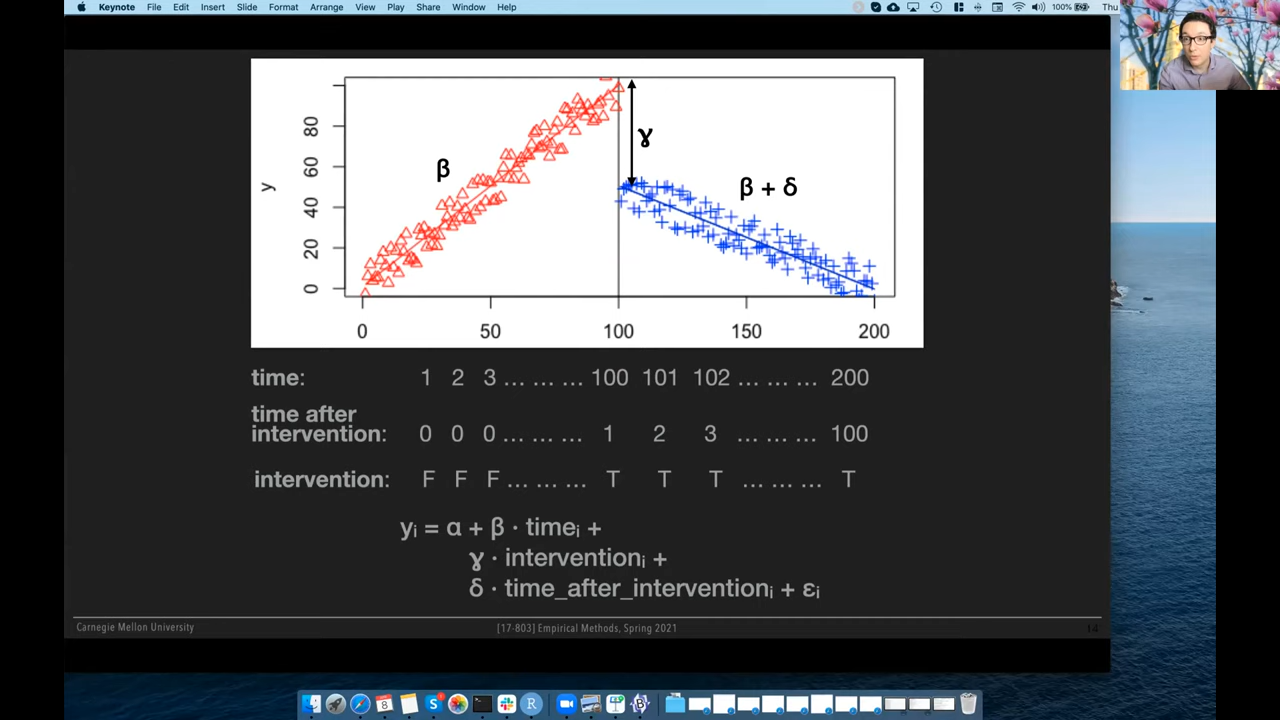 Keynote File Edit Insert Slide Format Arrange View Play Share Window Help 100% Thu
γ
β
β + δ
y
80
60
40
20
0
0 50 100 150 200
time: 1 2 3 ... ... ... 100 101 102 ... ... ... 200
time after
intervention: 0 0 0 ... ... ... 1 2 3 ... ... ... 100
intervention: F F F ... ... ... T T T ... ... ... T
yᵢ = α + β · timeᵢ +
γ · interventionᵢ +
δ · time_after_interventionᵢ + εᵢ
Carnegie Mellon University [17-803] Empirical Methods, Spring 2021 14
8